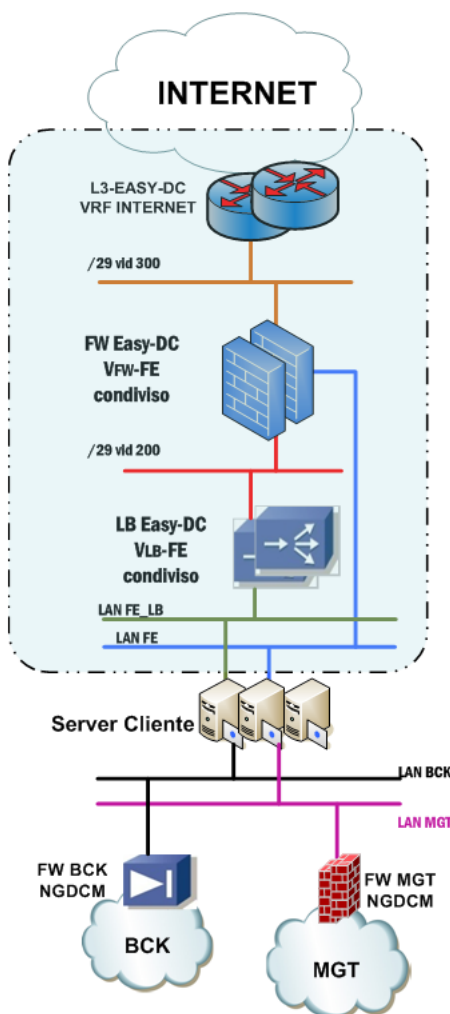 INTERNET
L3-EASY-DC
VRF INTERNET
/29 vld 300
FW Easy-DC
VFW-FE
condiviso
/29 vld 200
LB Easy-DC
VLB-FE
condiviso
LAN FE_LB
LAN FE
Server Cliente
LAN BCK
LAN MGT
FW BCK
NGDCM
FW MGT
NGDCM
BCK
MGT